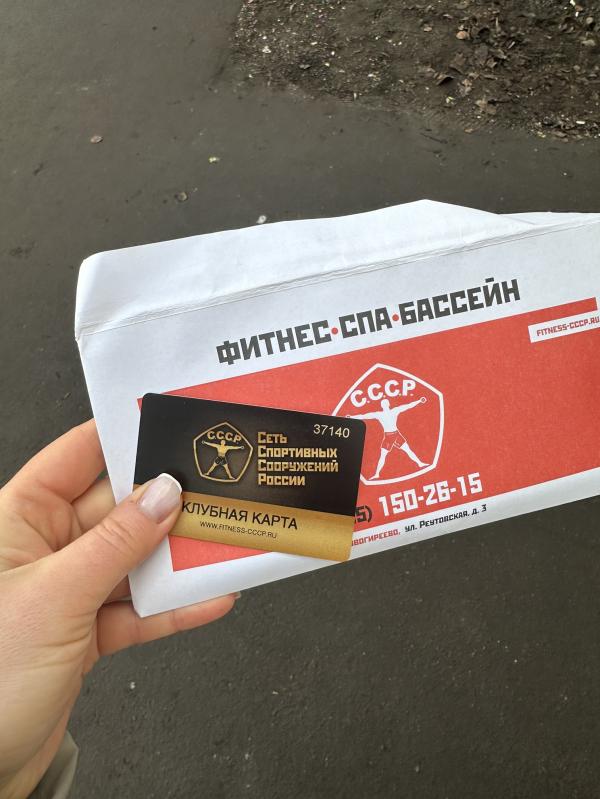 ФИТНЕС•СПА•БАССЕЙН
FITNESS-CCCP.RU
С.С.С.Р.
150-26-15
УЛ. РЕУТОВСКАЯ, Д. 3
37140
С.С.С.Р.
Сеть
Спортивных
Сооружений
России
КЛУБНАЯ КАРТА
WWW.FITNESS-CCCP.RU